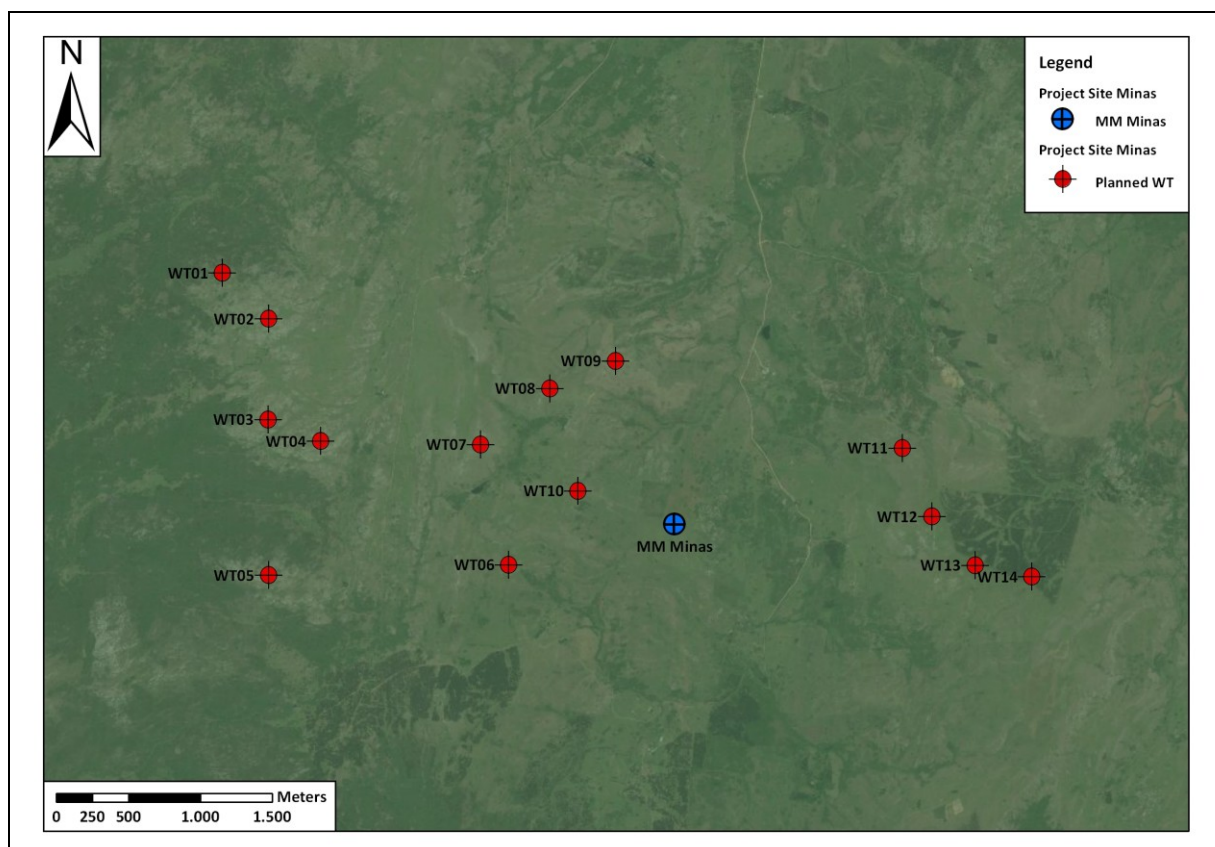 N
Legend
Project Site Minas
MM Minas
Project Site Minas
Planned WT
WT01
WT02
WT09
WT08
WT03
WT04
WT07
WT11
WT10
WT12
MM Minas
WT06
WT13
WT05
WT14
Meters
0 250 500 1.000 1.500